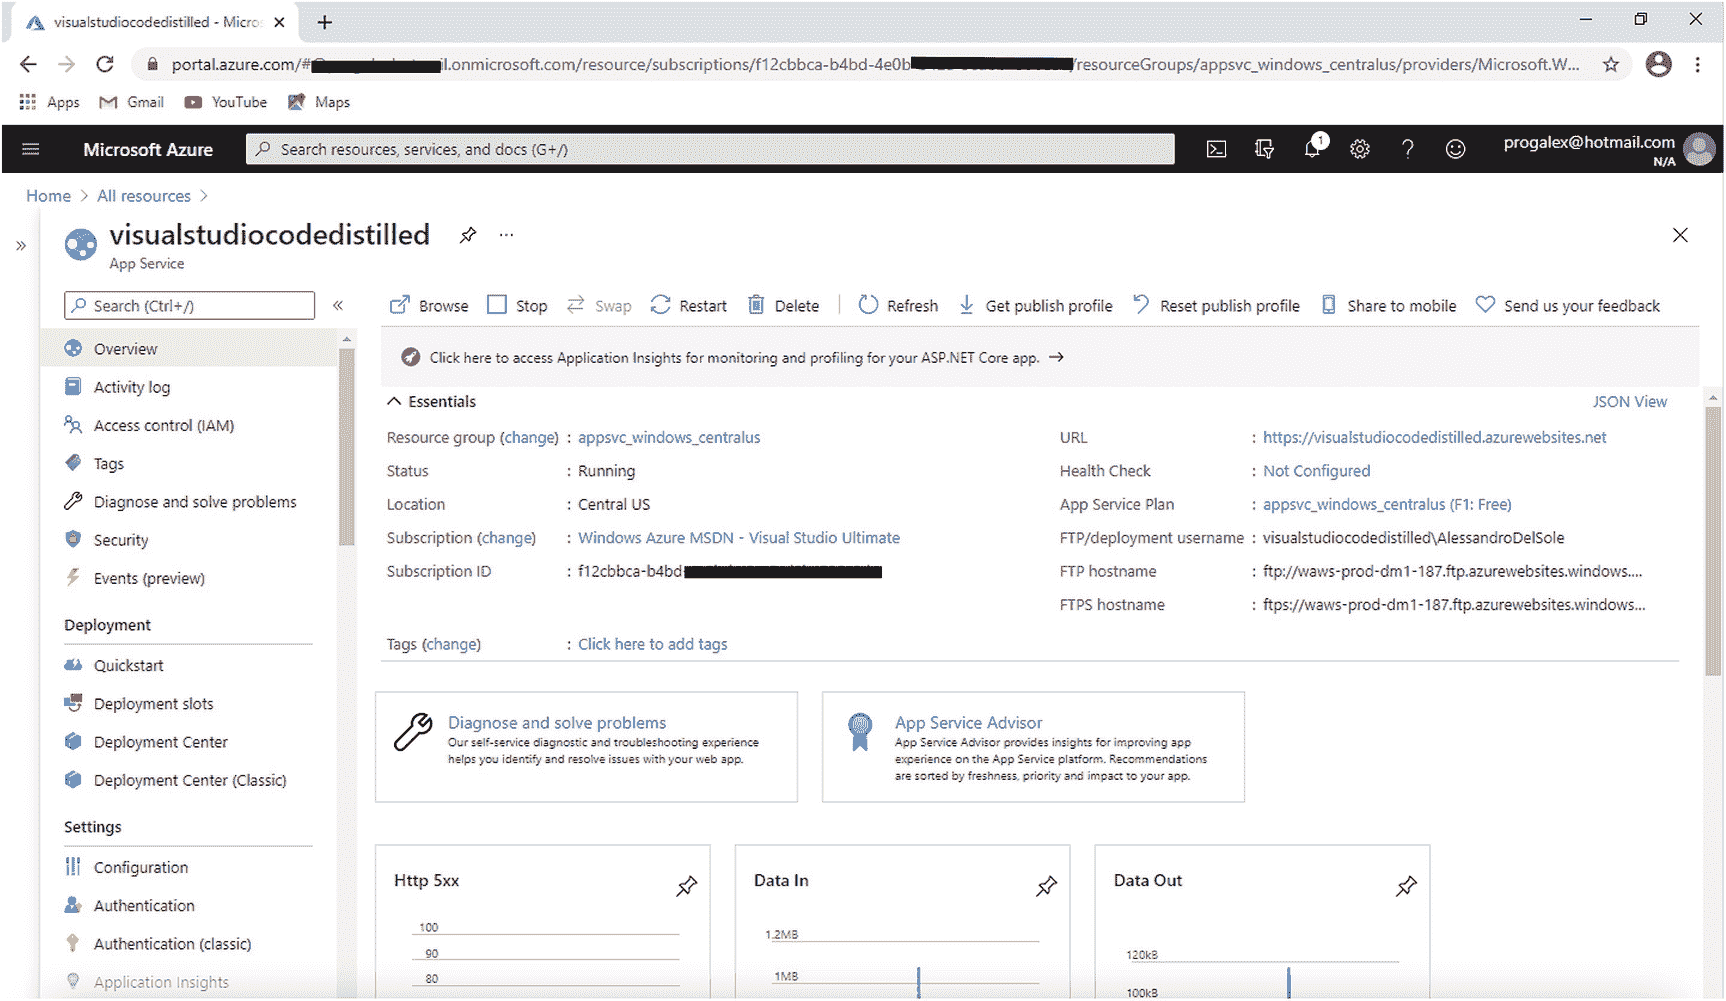 visualstudiocodedistilled - Micro
portal.azure.com/# l.onmicrosoft.com/resource/subscriptions/f12cbbca-b4bd-4e0b /resourceGroups/appsvc_windows_centralus/providers/Microsoft.W...
Apps Gmail YouTube Maps
Microsoft Azure Search resources, services, and docs (G+/) 1 progalex@hotmail.com
N/A
Home > All resources >
visualstudiocodedistilled ...
App Service
Search (Ctrl+/) «
Browse Stop Swap Restart Delete Refresh Get publish profile Reset publish profile Share to mobile Send us your feedback
Click here to access Application Insights for monitoring and profiling for your ASP.NET Core app. →
Overview
Activity log
Access control (IAM)
Tags
Diagnose and solve problems
Security
Events (preview)
Deployment
Quickstart
Deployment slots
Deployment Center
Deployment Center (Classic)
Settings
Configuration
Authentication
Authentication (classic)
Application Insights
Essentials JSON View
Resource group (change) : appsvc_windows_centralus
Status : Running
Location : Central US
Subscription (change) : Windows Azure MSDN - Visual Studio Ultimate
Subscription ID : f12cbbca-b4bd
Tags (change) : Click here to add tags
URL : https://visualstudiocodedistilled.azurewebsites.net
Health Check : Not Configured
App Service Plan : appsvc_windows_centralus (F1: Free)
FTP/deployment username : visualstudiocodedistilled\AlessandroDelSole
FTP hostname : ftp://waws-prod-dm1-187.ftp.azurewebsites.windows....
FTPS hostname : ftps://waws-prod-dm1-187.ftp.azurewebsites.windows...
Diagnose and solve problems
Our self-service diagnostic and troubleshooting experience
helps you identify and resolve issues with your web app.
App Service Advisor
App Service Advisor provides insights for improving app
experience on the App Service platform. Recommendations
are sorted by freshness, priority and impact to your app.
Http 5xx
100
90
80
Data In
1.2MB
1MB
Data Out
120kB
100kB